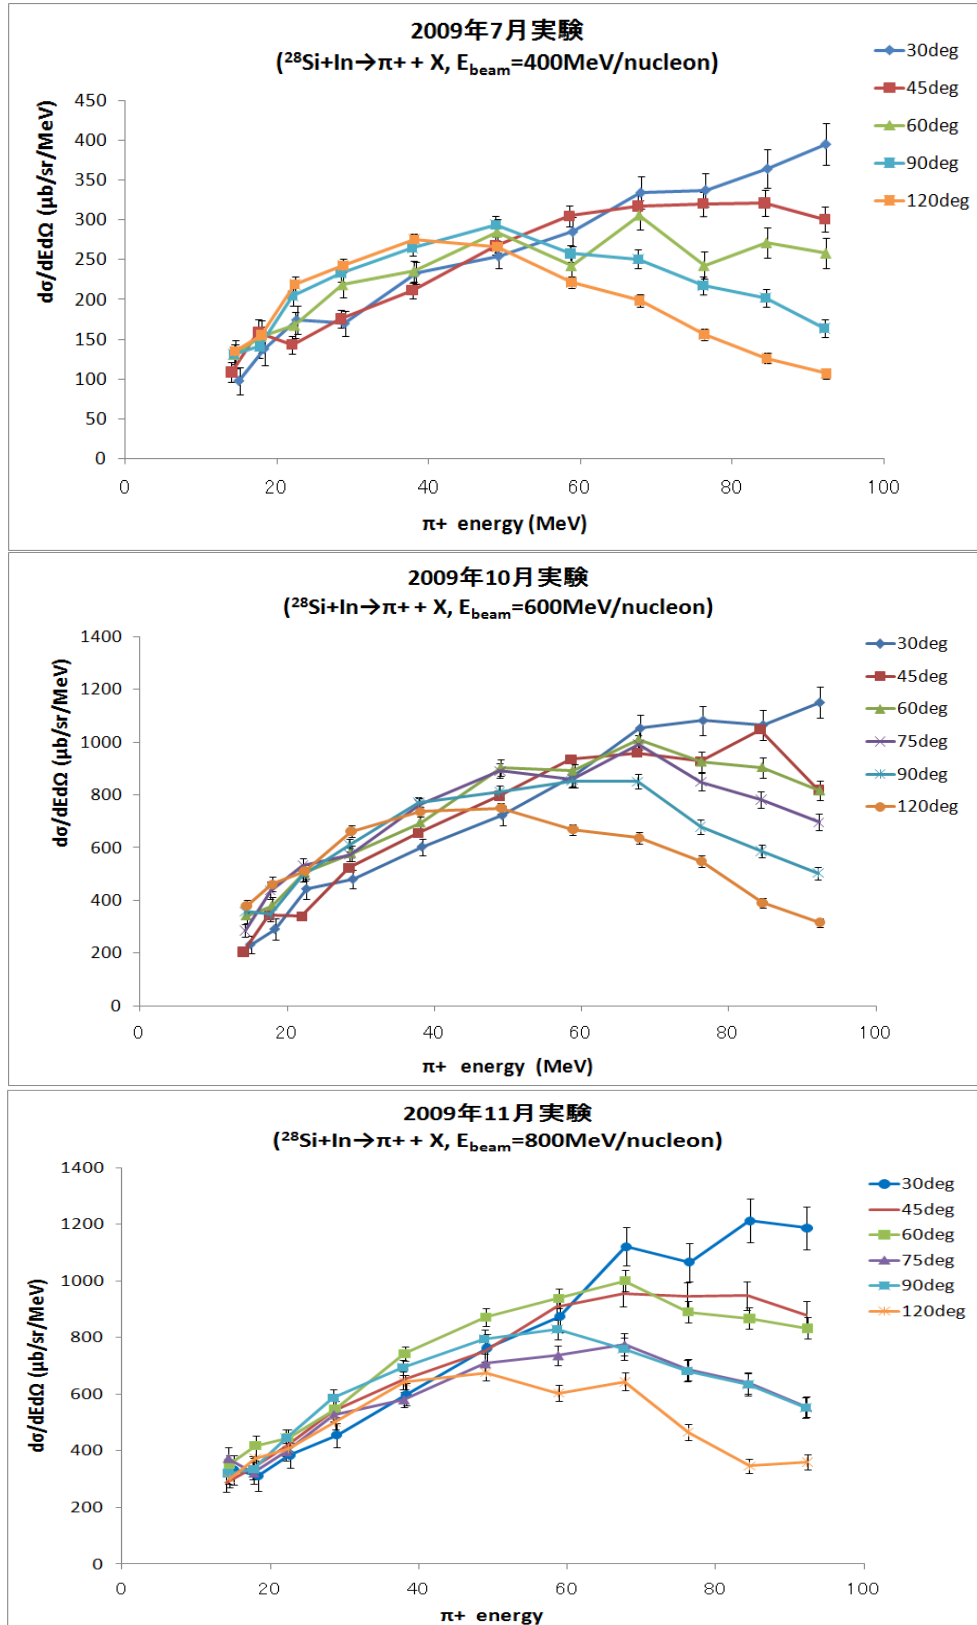 2009年7月実験
(²⁸Si+In→π+ + X, E_beam=400MeV/nucleon)
dσ/dEdΩ (μb/sr/MeV)
450
400
350
300
250
200
150
100
50
0
0 20 40 60 80 100
π+ energy (MeV)
30deg
45deg
60deg
90deg
120deg
2009年10月実験
(²⁸Si+In→π+ + X, E_beam=600MeV/nucleon)
dσ/dEdΩ (μb/sr/MeV)
1400
1200
1000
800
600
400
200
0
0 20 40 60 80 100
π+ energy (MeV)
30deg
45deg
60deg
75deg
90deg
120deg
2009年11月実験
(²⁸Si+In→π+ + X, E_beam=800MeV/nucleon)
dσ/dEdΩ (μb/sr/MeV)
1400
1200
1000
800
600
400
200
0
0 20 40 60 80 100
π+ energy
30deg
45deg
60deg
75deg
90deg
120deg